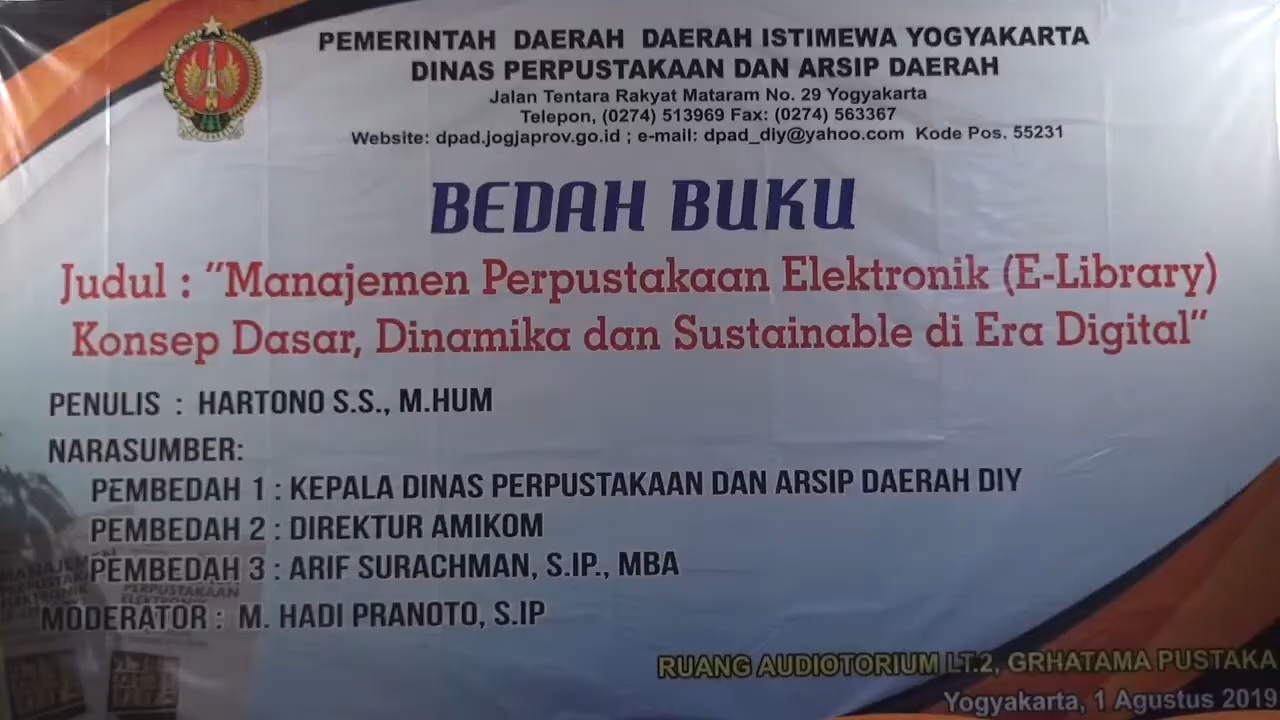 PEMERINTAH DAERAH DAERAH ISTIMEWA YOGYAKARTA
DINAS PERPUSTAKAAN DAN ARSIP DAERAH
Jalan Tentara Rakyat Mataram No. 29 Yogyakarta
Telepon, (0274) 513969 Fax: (0274) 563367
Website: dpad.jogjaprov.go.id ; e-mail: dpad_diy@yahoo.com Kode Pos. 55231
BEDAH BUKU
Judul : "Manajemen Perpustakaan Elektronik (E-Library)
Konsep Dasar, Dinamika dan Sustainable di Era Digital"
PENULIS : HARTONO S.S., M.HUM
NARASUMBER:
PEMBEDAH 1 : KEPALA DINAS PERPUSTAKAAN DAN ARSIP DAERAH DIY
PEMBEDAH 2 : DIREKTUR AMIKOM
PEMBEDAH 3 : ARIF SURACHMAN, S.IP., MBA
MODERATOR : M. HADI PRANOTO, S.IP
PERPUSTAKAAN
RUANG AUDIOTORIUM LT.2, GRHATAMA PUSTAKA
Yogyakarta, 1 Agustus 2019